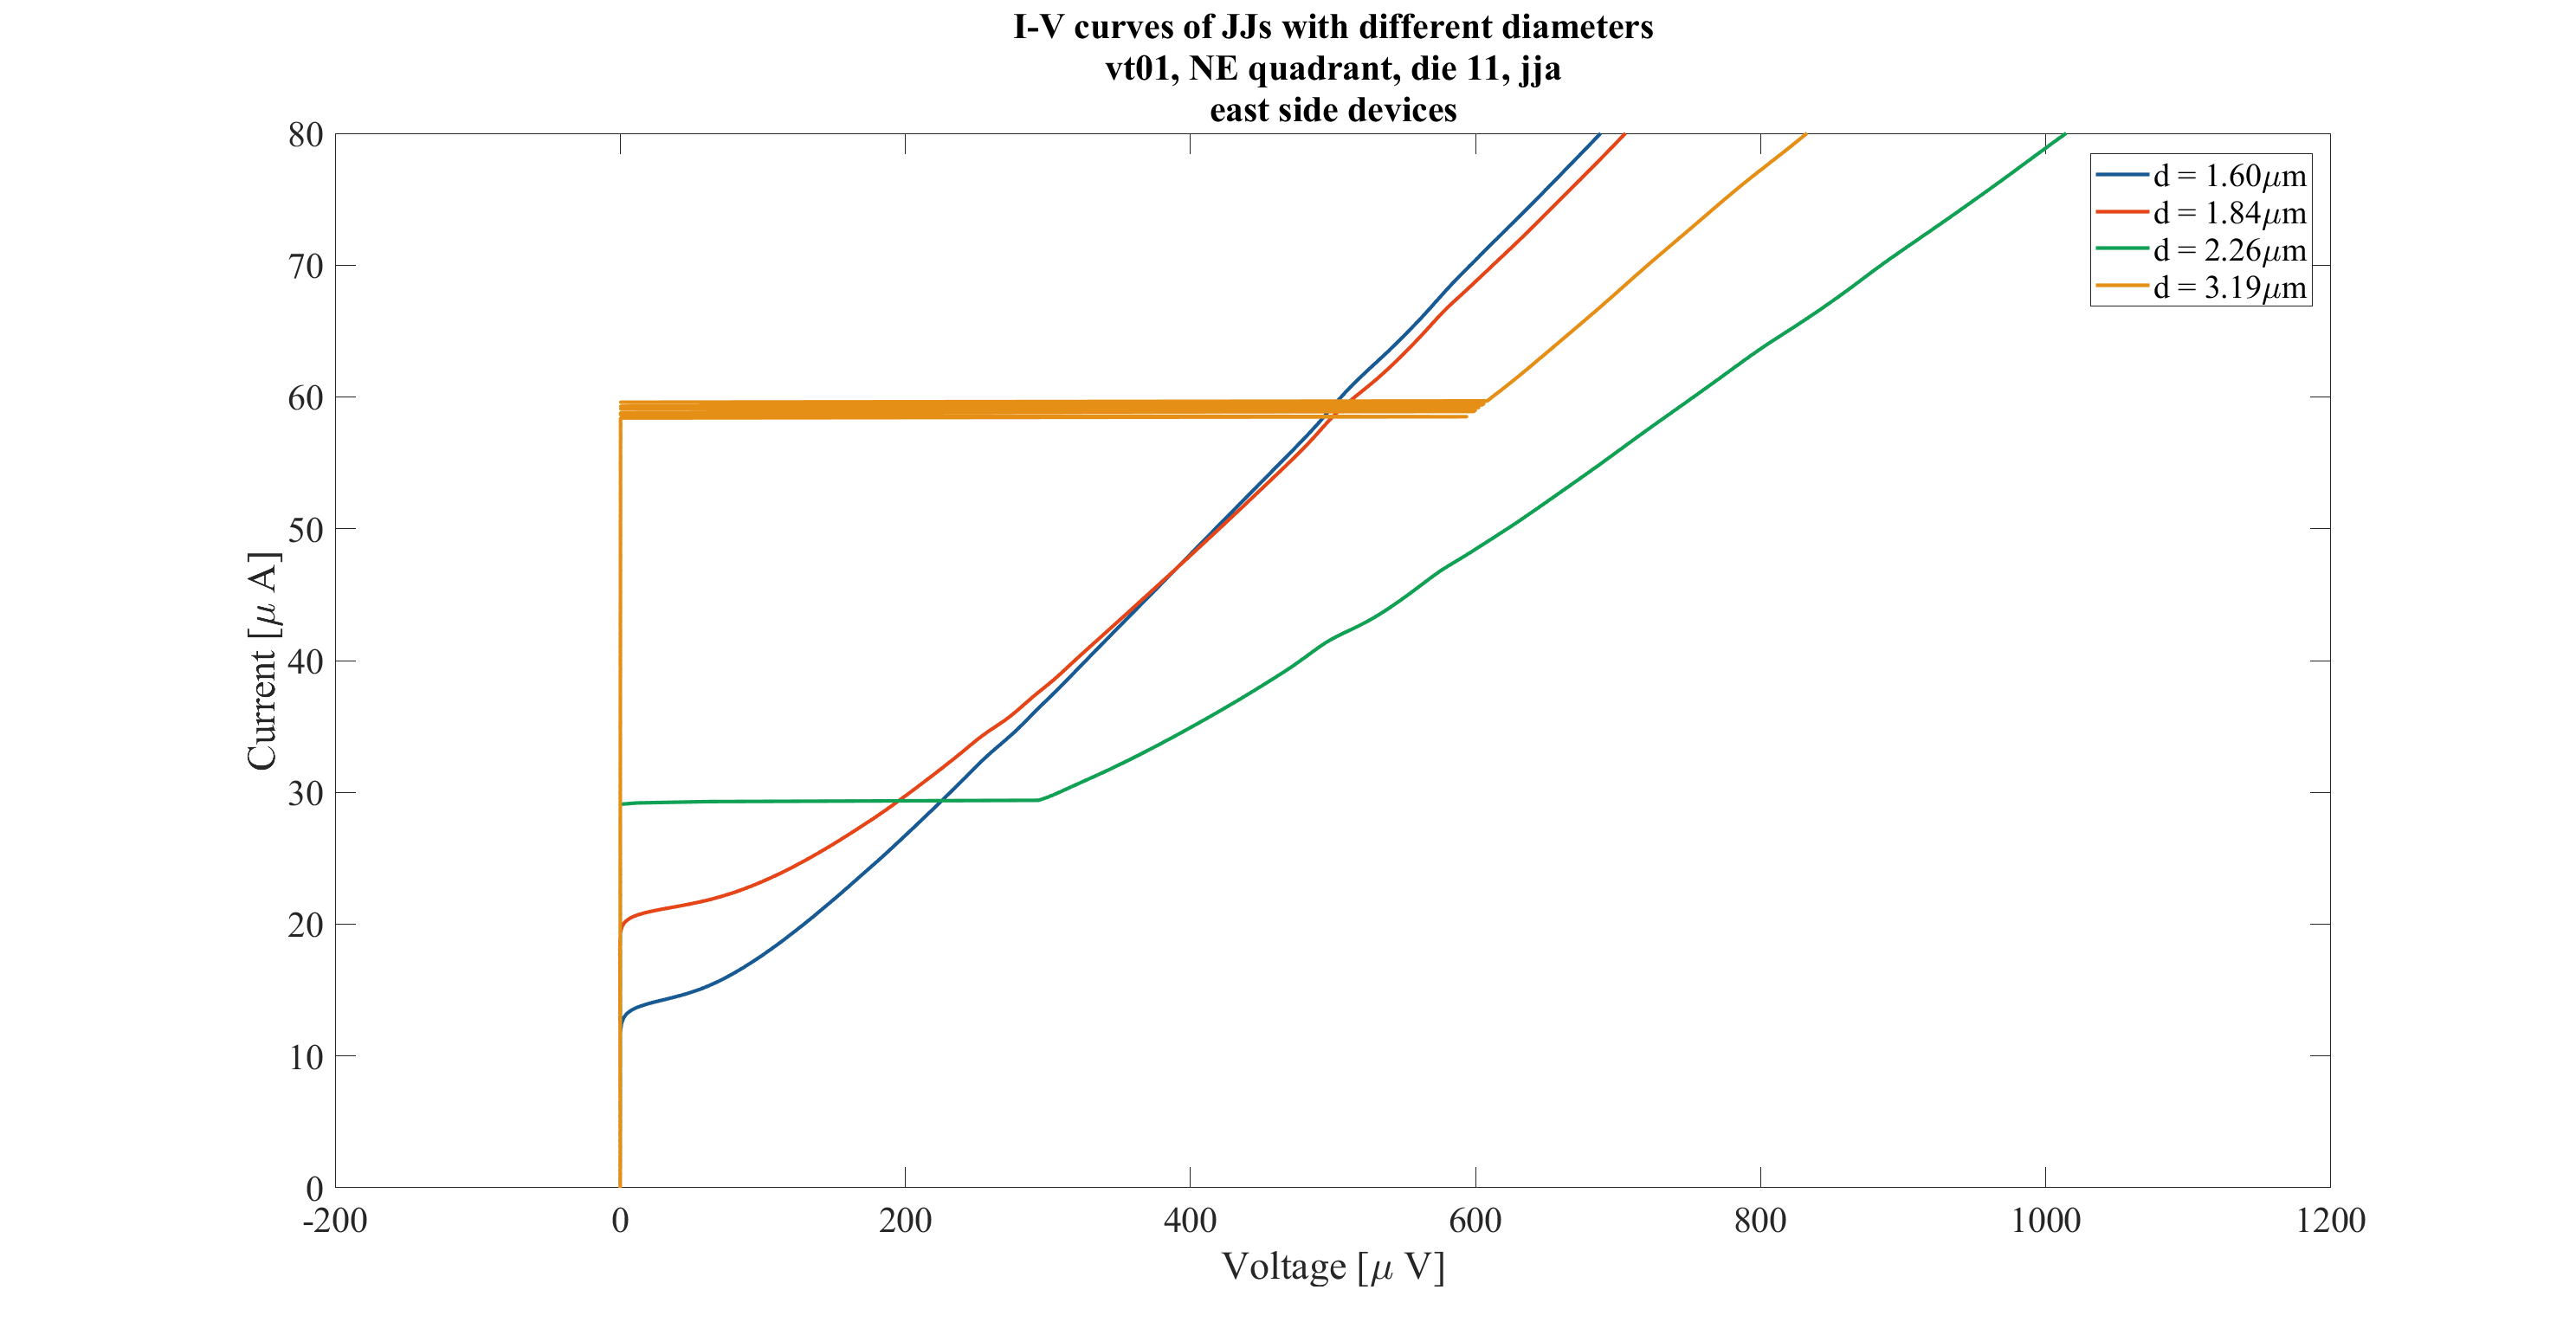 I-V curves of JJs with different diameters
vt01, NE quadrant, die 11, jja
east side devices
80
70
60
50
40
30
20
10
0
Current [μ A]
d = 1.60μm
d = 1.84μm
d = 2.26μm
d = 3.19μm
-200 0 200 400 600 800 1000 1200
Voltage [μ V]